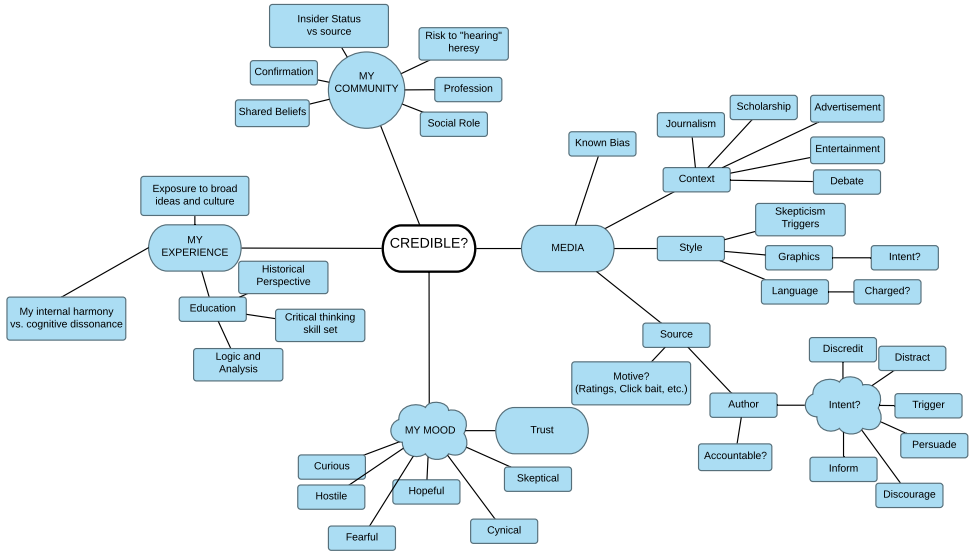 Insider Status
vs source
Risk to "hearing"
heresy
Confirmation
MY
COMMUNITY
Profession
Shared Beliefs
Social Role
Exposure to broad
ideas and culture
MY
EXPERIENCE
My internal harmony
vs. cognitive dissonance
Historical
Perspective
Education
Critical thinking
skill set
Logic and
Analysis
CREDIBLE?
MEDIA
Known Bias
Journalism
Scholarship
Advertisement
Entertainment
Context
Debate
Skepticism
Triggers
Style
Graphics
Intent?
Language
Charged?
Source
Motive?
(Ratings, Click bait, etc.)
Author
Accountable?
Intent?
Discredit
Distract
Trigger
Persuade
Inform
Discourage
MY MOOD
Trust
Curious
Hostile
Hopeful
Skeptical
Fearful
Cynical